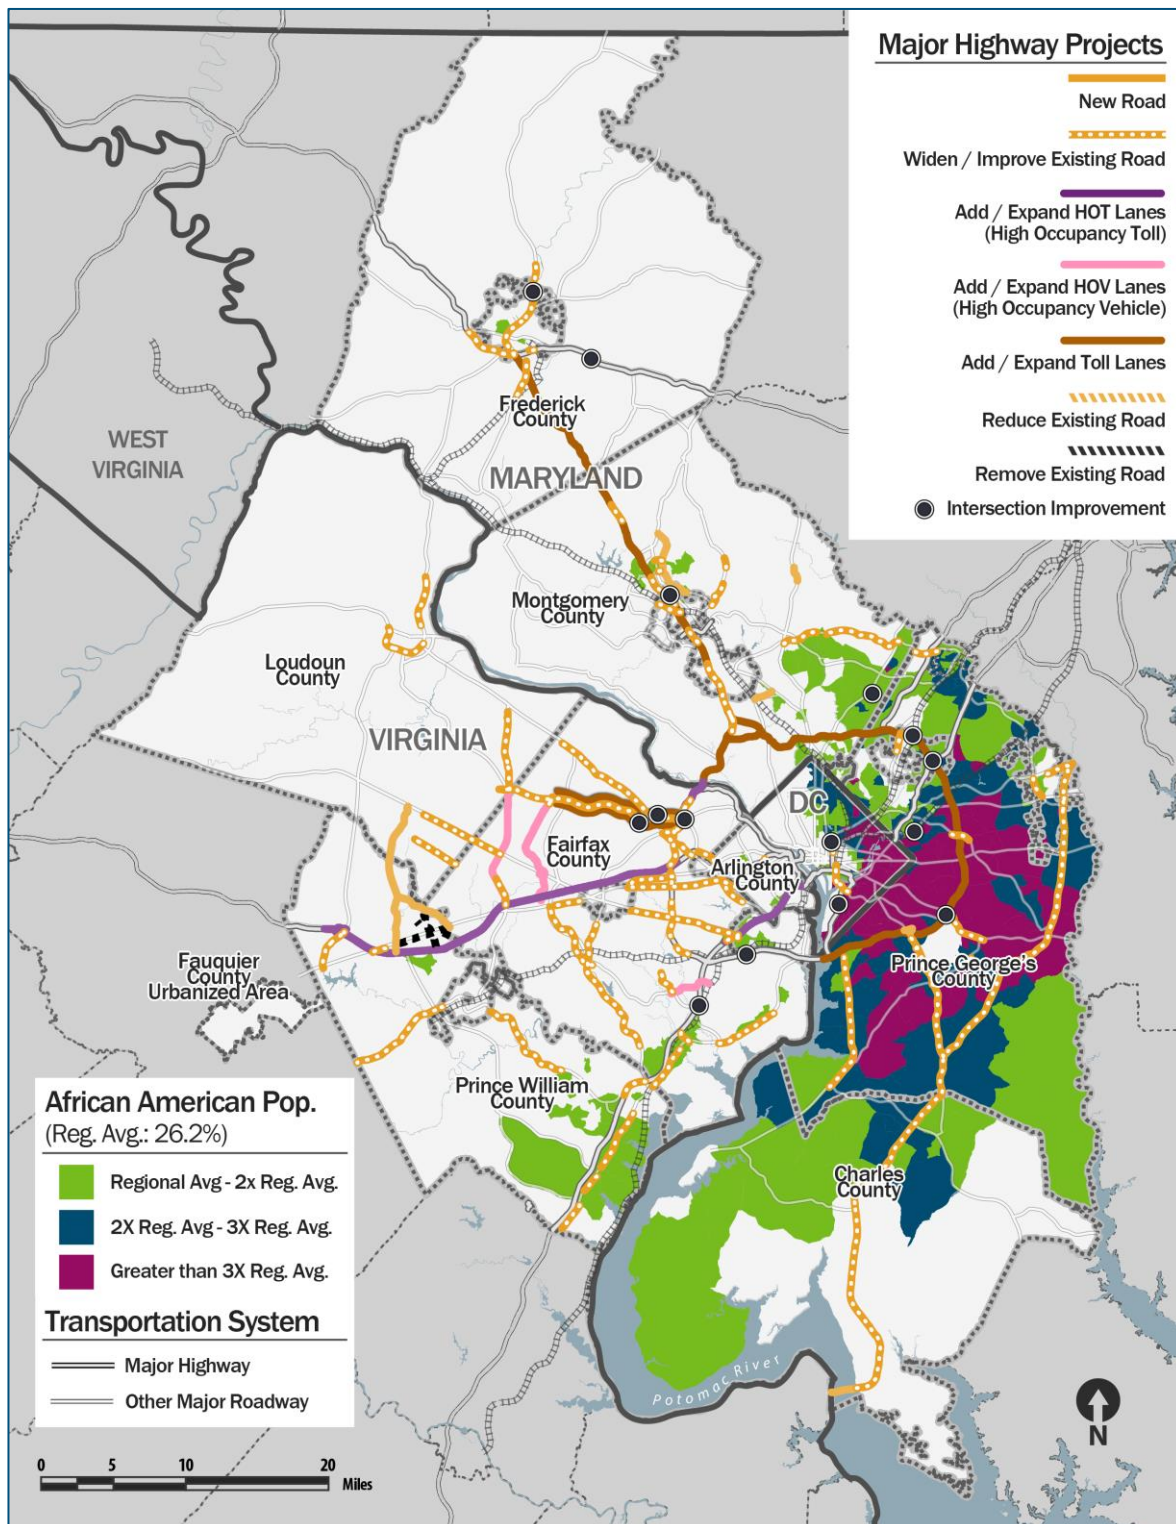 Major Highway Projects
New Road
Widen / Improve Existing Road
Add / Expand HOT Lanes
(High Occupancy Toll)
Add / Expand HOV Lanes
(High Occupancy Vehicle)
Add / Expand Toll Lanes
Reduce Existing Road
Remove Existing Road
Intersection Improvement
Frederick
County
WEST
VIRGINIA
MARYLAND
Montgomery
County
Loudoun
County
VIRGINIA
DC
Fairfax
County
Arlington
County
Fauquier
County
Urbanized Area
Prince George's
County
Prince William
County
Charles
County
Potomac River
African American Pop.
(Reg. Avg.: 26.2%)
Regional Avg - 2x Reg. Avg.
2X Reg. Avg - 3X Reg. Avg.
Greater than 3X Reg. Avg.
Transportation System
Major Highway
Other Major Roadway
0 5 10 20
Miles
N